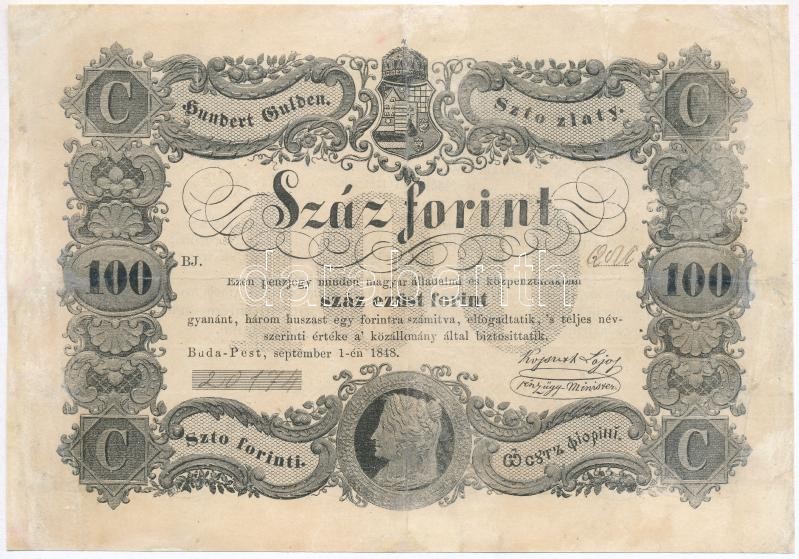 C
Hundert Gulden.
Szto zlaty.
C
Száz forint
BJ.
100
100
Ezen pénzjegy minden magyar álladalmi és közpénztárakban
száz ezüst forint
gyanánt, három huszast egy forintra számítva, elfogadtatik, 's teljes név-
szerinti értéke a' közállomány által biztosíttatik.
Buda-Pest, september 1-én 1848.
Kossuth Lajos
pénzügy-Minister.
C
Szto forinti.
C